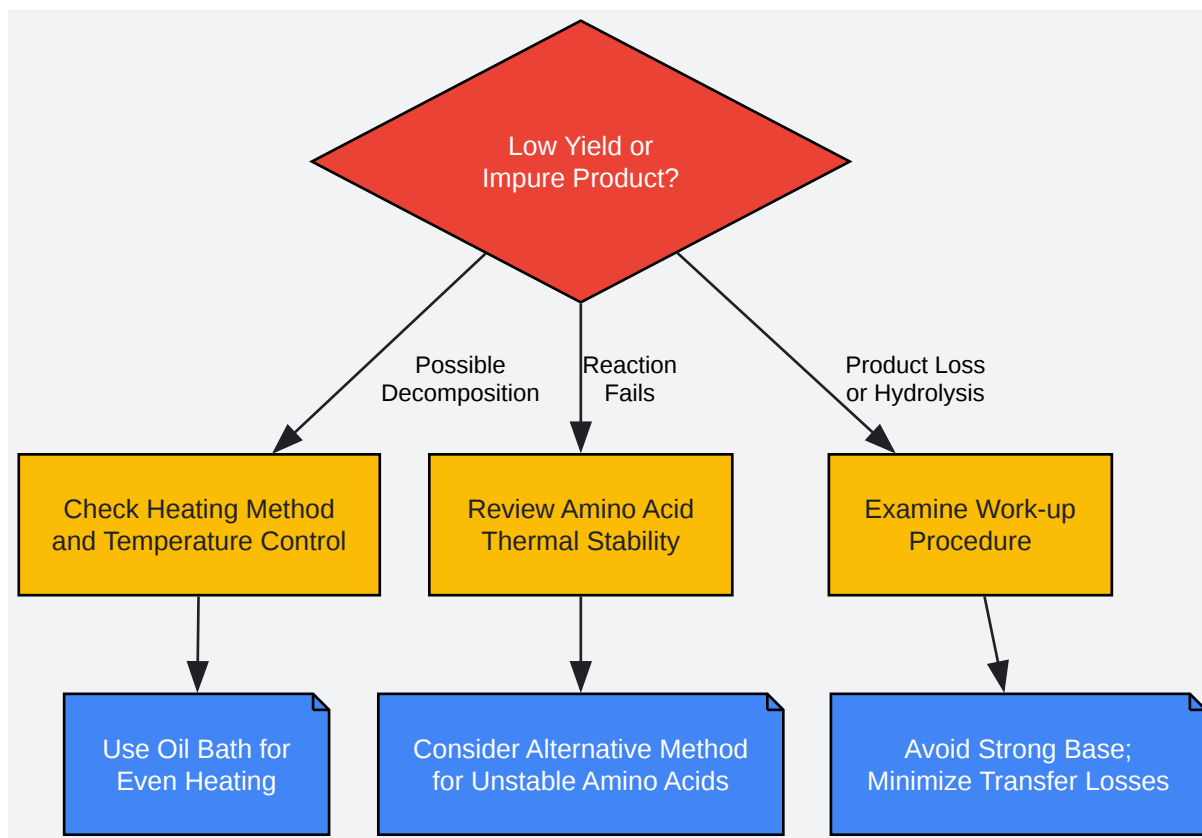 Low Yield or
Impure Product?
Possible
Decomposition
Reaction
Fails
Product Loss
or Hydrolysis
Check Heating Method
and Temperature Control
Review Amino Acid
Thermal Stability
Examine Work-up
Procedure
Use Oil Bath for
Even Heating
Consider Alternative Method
for Unstable Amino Acids
Avoid Strong Base;
Minimize Transfer Losses